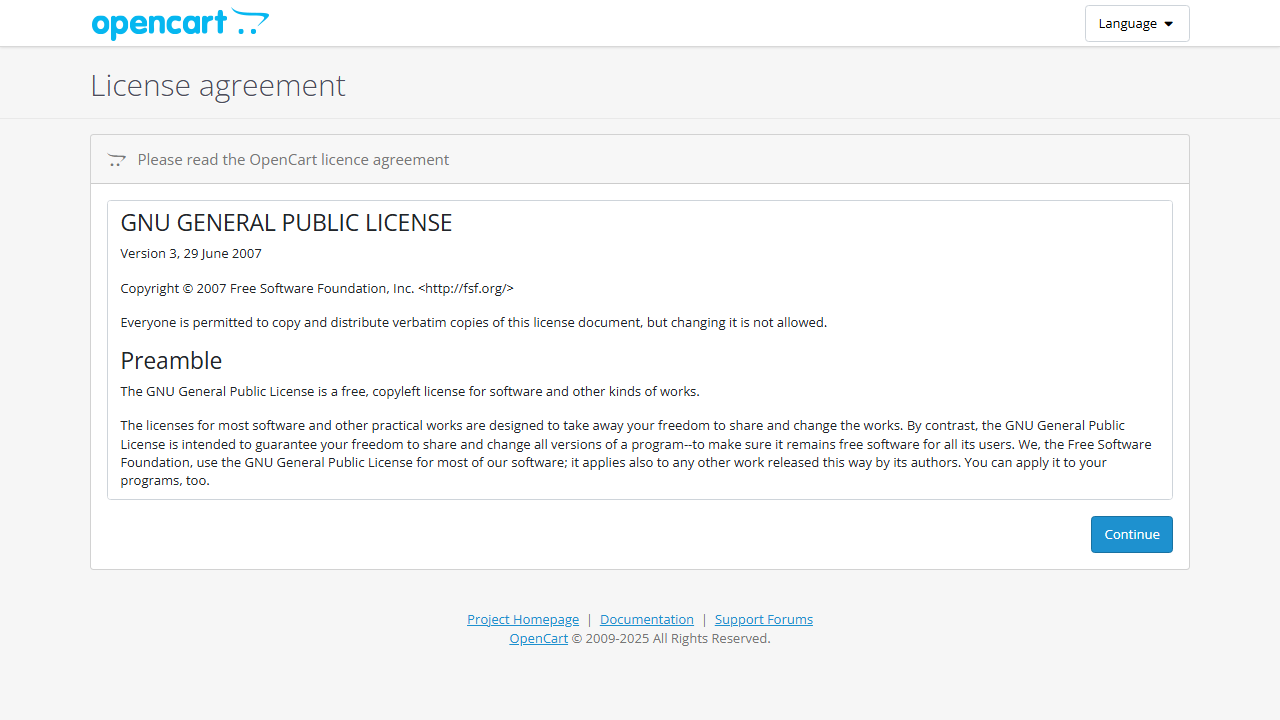 opencart
Language
License agreement
Please read the OpenCart licence agreement
GNU GENERAL PUBLIC LICENSE
Version 3, 29 June 2007
Copyright © 2007 Free Software Foundation, Inc. <http://fsf.org/>
Everyone is permitted to copy and distribute verbatim copies of this license document, but changing it is not allowed.
Preamble
The GNU General Public License is a free, copyleft license for software and other kinds of works.
The licenses for most software and other practical works are designed to take away your freedom to share and change the works. By contrast, the GNU General Public
License is intended to guarantee your freedom to share and change all versions of a program--to make sure it remains free software for all its users. We, the Free Software
Foundation, use the GNU General Public License for most of our software; it applies also to any other work released this way by its authors. You can apply it to your
programs, too.
Continue
Project Homepage | Documentation | Support Forums
OpenCart © 2009-2025 All Rights Reserved.